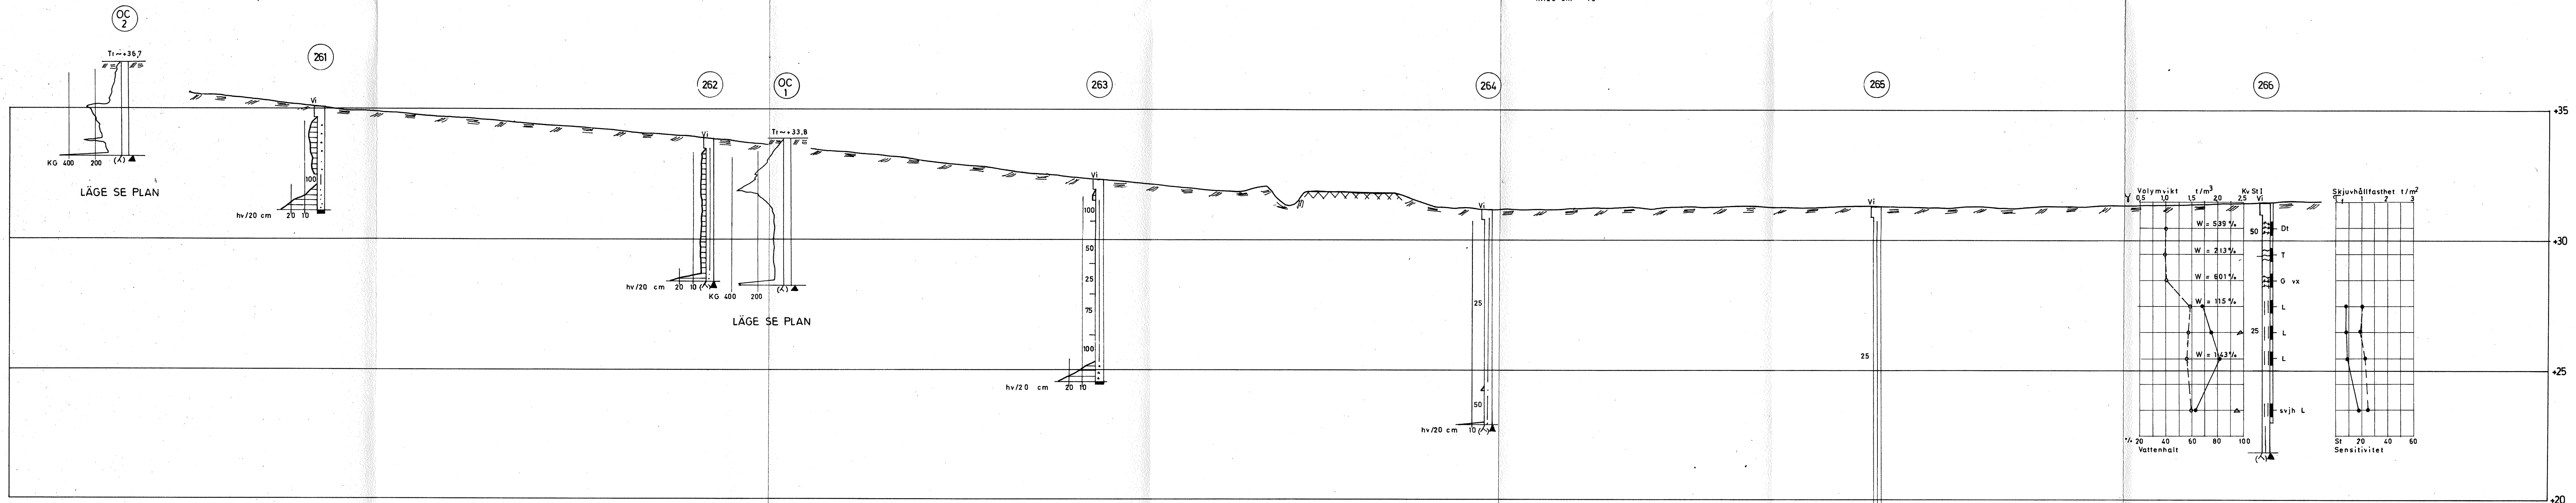 OC
2
Tr~+36,7
KG 400 200 (⅄)
LÄGE SE PLAN
261
Vi
100
hv/20 cm 20 10
262
Vi
hv/20 cm 20 10 (⅄)
OC
1
Tr~+33,8
KG 400 200 (⅄)
LÄGE SE PLAN
263
Vi
100
50
25
75
100
hv/20 cm 20 10
264
Vi
25
50
hv/20 cm 10 (⅄)
265
Vi
25
266
Volymvikt t/m³
γ 0,5 1,0 1,5 2,0 2,5
Kv St I
Vi
W = 539 %
W = 213 %
W = 601 %
W = 115 %
W = 143 %
50
25
Dt
T
G vx
L
L
L
svjh L
% 20 40 60 80 100
Vattenhalt
(⅄)
Skjuvhållfasthet t/m²
1 2 3
St 20 40 60
Sensitivitet
+35
+30
+25
+20